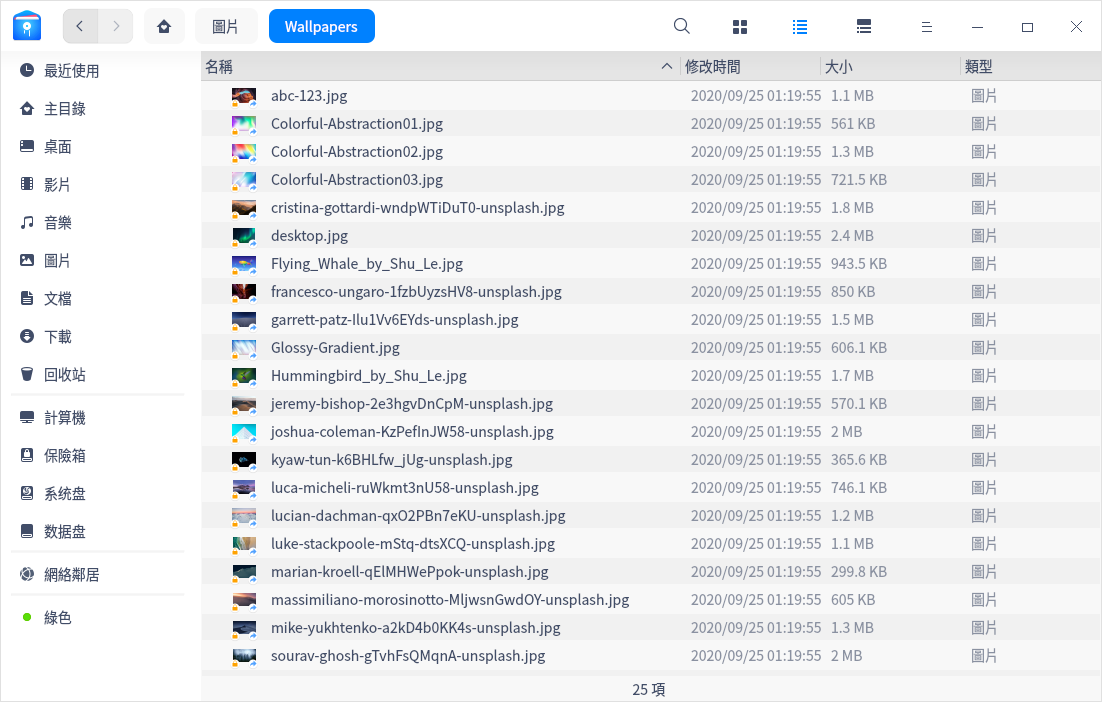 圖片
Wallpapers
最近使用
主目錄
桌面
影片
音樂
圖片
文檔
下載
回收站
計算機
保險箱
系统盘
数据盘
網絡鄰居
綠色
名稱 修改時間 大小 類型
abc-123.jpg 2020/09/25 01:19:55 1.1 MB 圖片
Colorful-Abstraction01.jpg 2020/09/25 01:19:55 561 KB 圖片
Colorful-Abstraction02.jpg 2020/09/25 01:19:55 1.3 MB 圖片
Colorful-Abstraction03.jpg 2020/09/25 01:19:55 721.5 KB 圖片
cristina-gottardi-wndpWTiDuT0-unsplash.jpg 2020/09/25 01:19:55 1.8 MB 圖片
desktop.jpg 2020/09/25 01:19:55 2.4 MB 圖片
Flying_Whale_by_Shu_Le.jpg 2020/09/25 01:19:55 943.5 KB 圖片
francesco-ungaro-1fzbUyzsHV8-unsplash.jpg 2020/09/25 01:19:55 850 KB 圖片
garrett-patz-Ilu1Vv6EYds-unsplash.jpg 2020/09/25 01:19:55 1.5 MB 圖片
Glossy-Gradient.jpg 2020/09/25 01:19:55 606.1 KB 圖片
Hummingbird_by_Shu_Le.jpg 2020/09/25 01:19:55 1.7 MB 圖片
jeremy-bishop-2e3hgvDnCpM-unsplash.jpg 2020/09/25 01:19:55 570.1 KB 圖片
joshua-coleman-KzPefInJW58-unsplash.jpg 2020/09/25 01:19:55 2 MB 圖片
kyaw-tun-k6BHLfw_jUg-unsplash.jpg 2020/09/25 01:19:55 365.6 KB 圖片
luca-micheli-ruWkmt3nU58-unsplash.jpg 2020/09/25 01:19:55 746.1 KB 圖片
lucian-dachman-qxO2PBn7eKU-unsplash.jpg 2020/09/25 01:19:55 1.2 MB 圖片
luke-stackpoole-mStq-dtsXCQ-unsplash.jpg 2020/09/25 01:19:55 1.1 MB 圖片
marian-kroell-qElMHWePpok-unsplash.jpg 2020/09/25 01:19:55 299.8 KB 圖片
massimiliano-morosinotto-MljwsnGwdOY-unsplash.jpg 2020/09/25 01:19:55 605 KB 圖片
mike-yukhtenko-a2kD4b0KK4s-unsplash.jpg 2020/09/25 01:19:55 1.3 MB 圖片
sourav-ghosh-gTvhFsQMqnA-unsplash.jpg 2020/09/25 01:19:55 2 MB 圖片
25 項